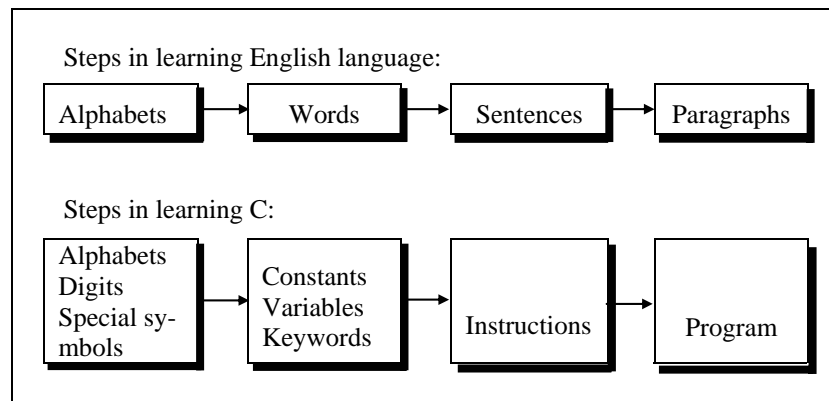 Steps in learning English language:
Alphabets
Words
Sentences
Paragraphs
Steps in learning C:
Alphabets
Digits
Special sy-
mbols
Constants
Variables
Keywords
Instructions
Program